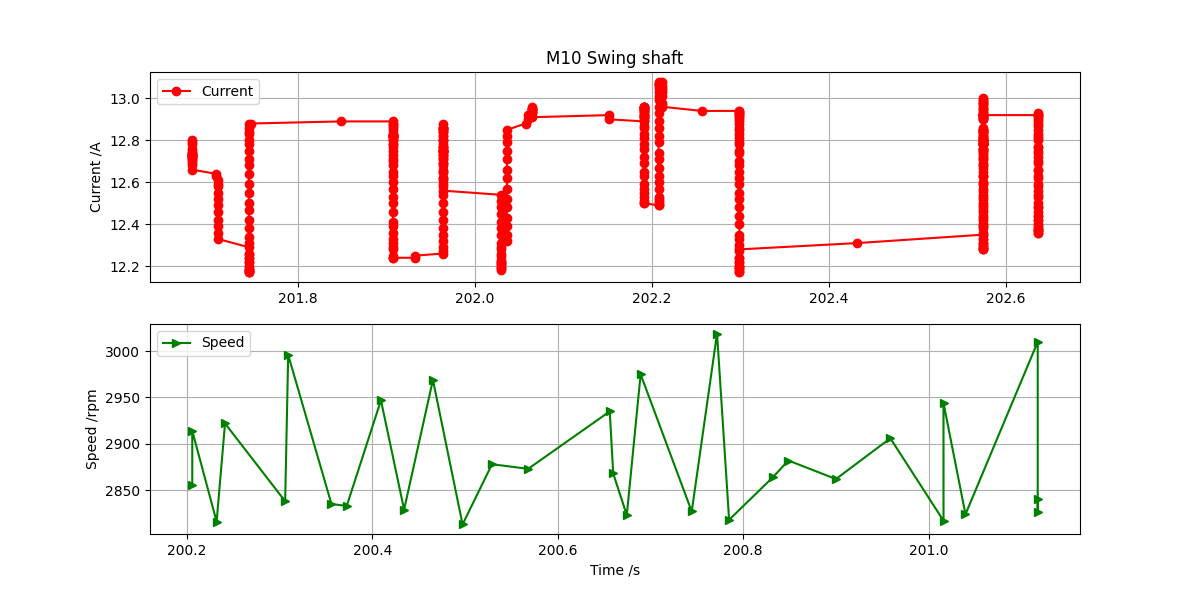 M10 Swing shaft
Current
Current /A
13.0
12.8
12.6
12.4
12.2
201.8 202.0 202.2 202.4 202.6
Speed
Speed /rpm
3000
2950
2900
2850
200.2 200.4 200.6 200.8 201.0
Time /s